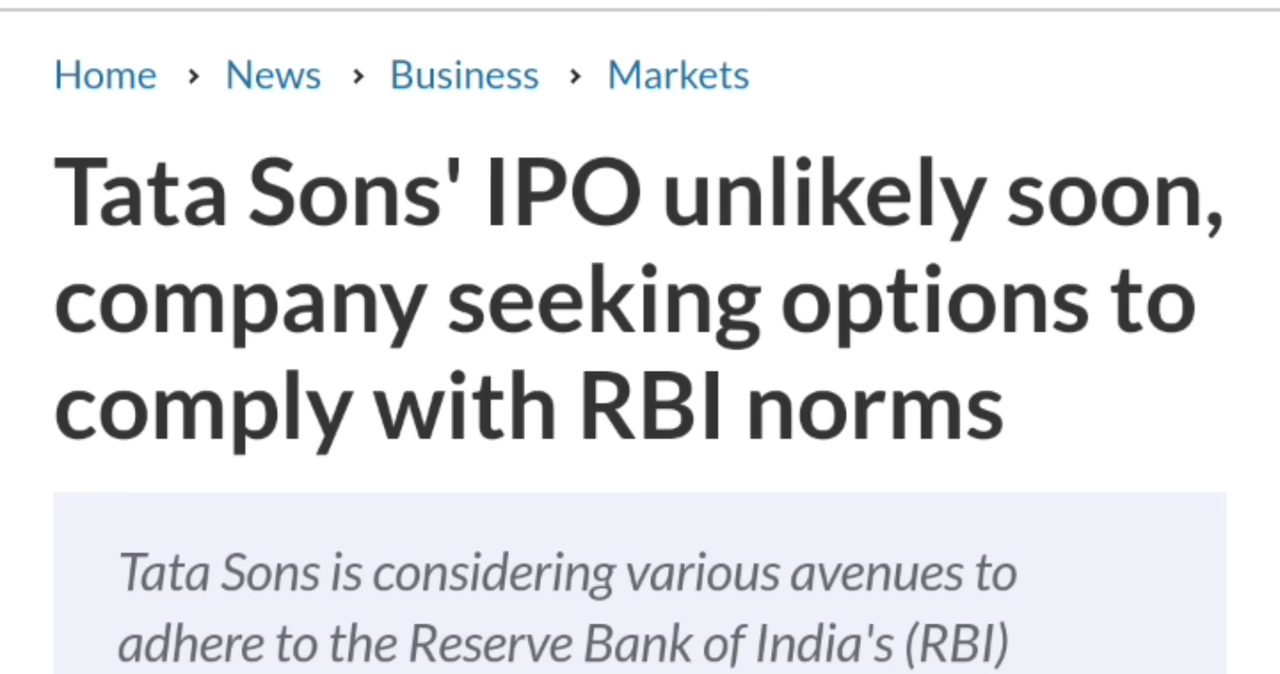 Home > News > Business > Markets
Tata Sons' IPO unlikely soon,
company seeking options to
comply with RBI norms
Tata Sons is considering various avenues to
adhere to the Reserve Bank of India's (RBI)